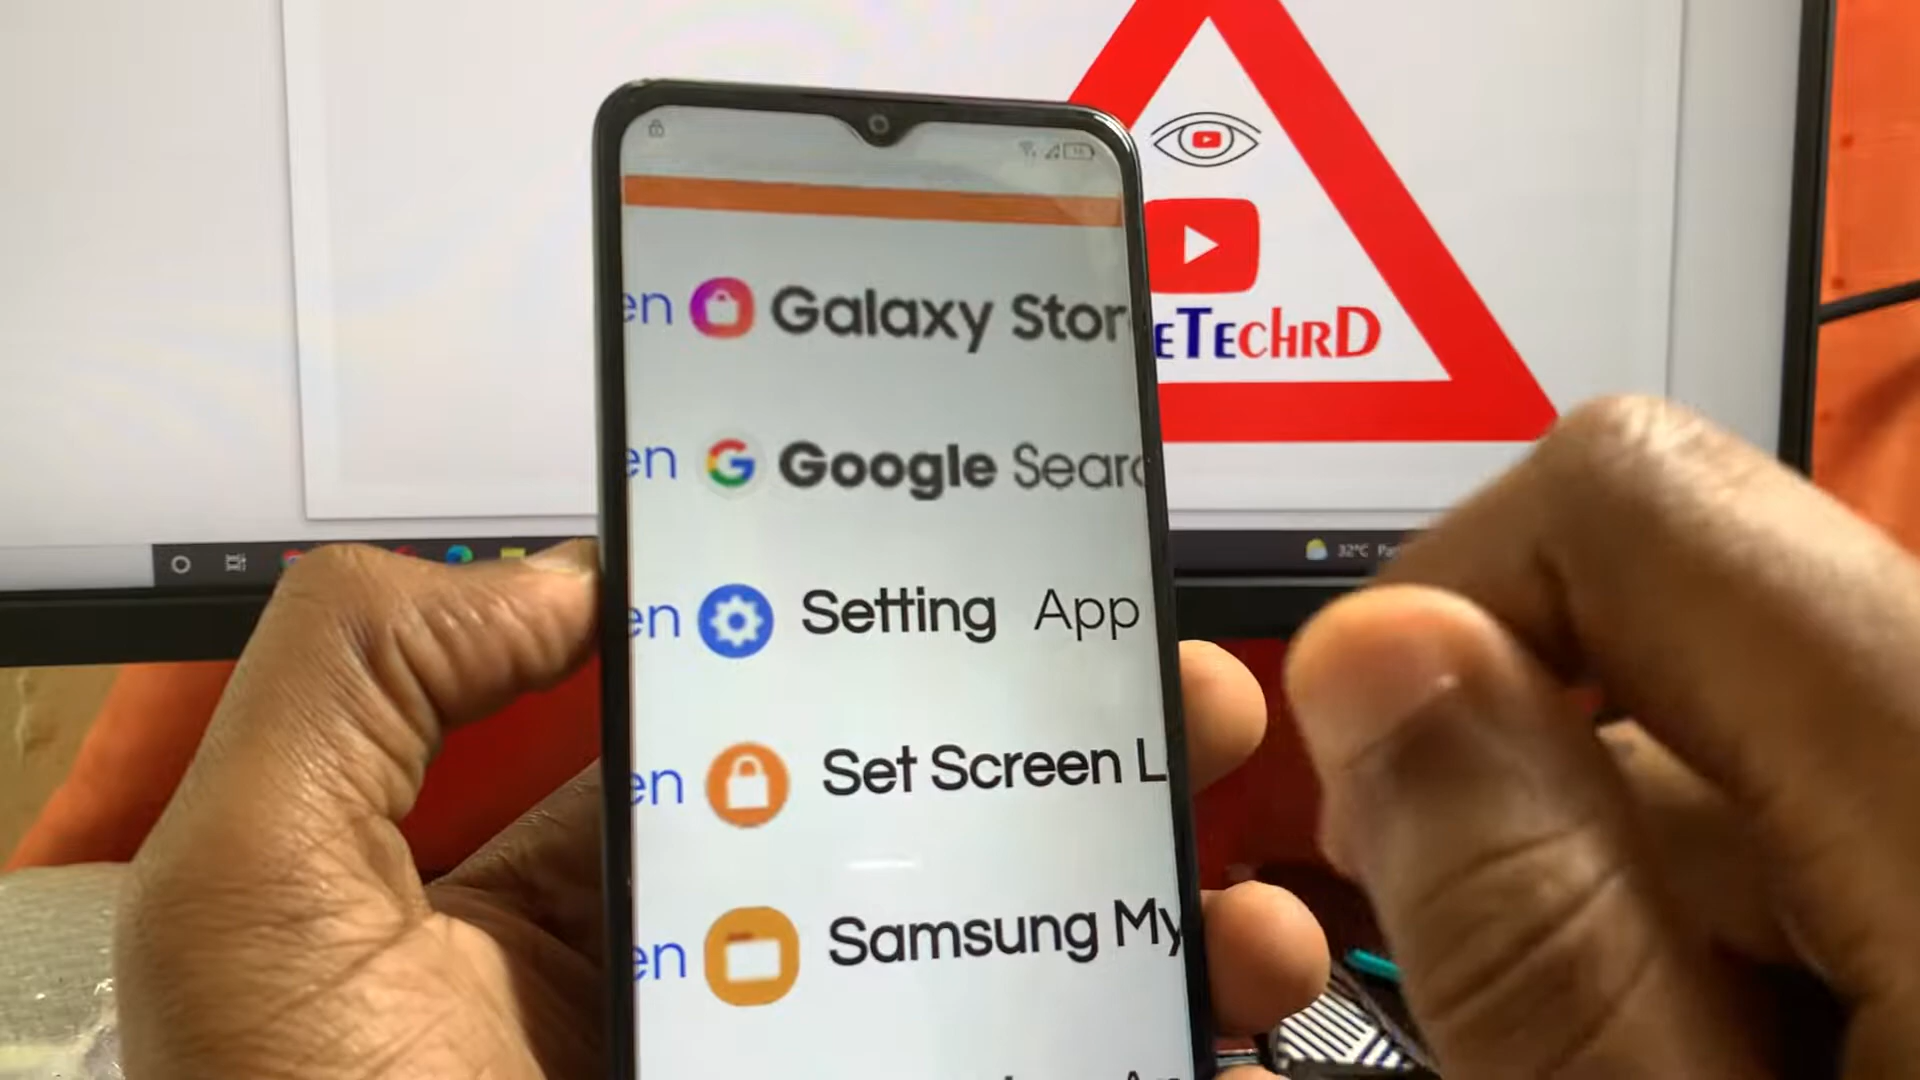 en Galaxy Stor
en Google Searc
en Setting App
en Set Screen L
en Samsung My
eTechrD
32°C